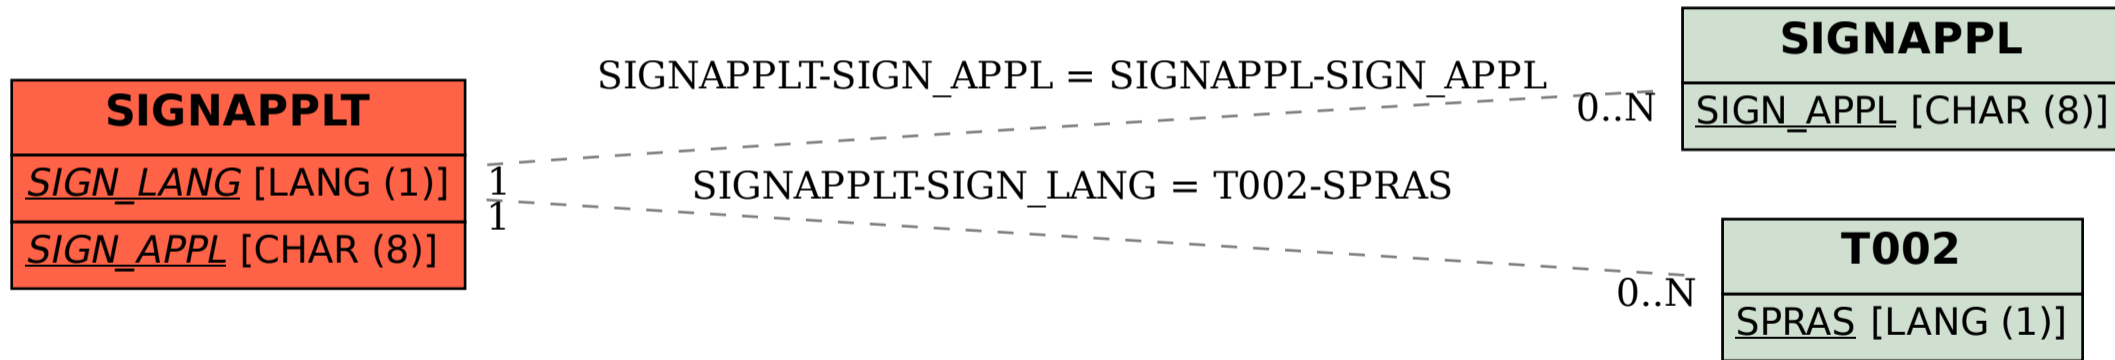 SIGNAPPLT
SIGN_LANG [LANG (1)]
SIGN_APPL [CHAR (8)]
SIGNAPPLT-SIGN_APPL = SIGNAPPL-SIGN_APPL
0..N
1
SIGNAPPLT-SIGN_LANG = T002-SPRAS
1
0..N
SIGNAPPL
SIGN_APPL [CHAR (8)]
T002
SPRAS [LANG (1)]